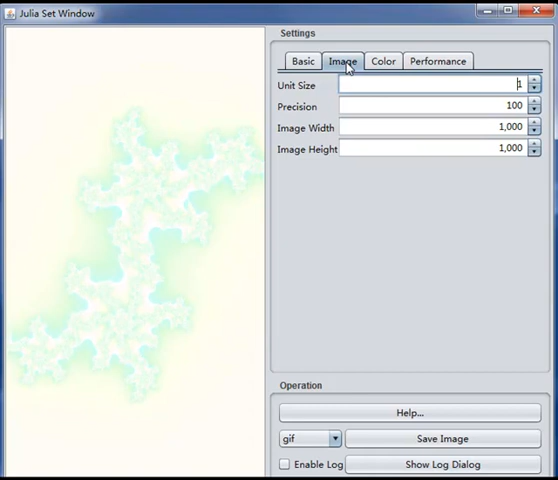 Julia Set Window
Settings
Basic Image Color Performance
Unit Size 1
Precision 100
Image Width 1,000
Image Height 1,000
Operation
Help...
gif Save Image
Enable Log Show Log Dialog